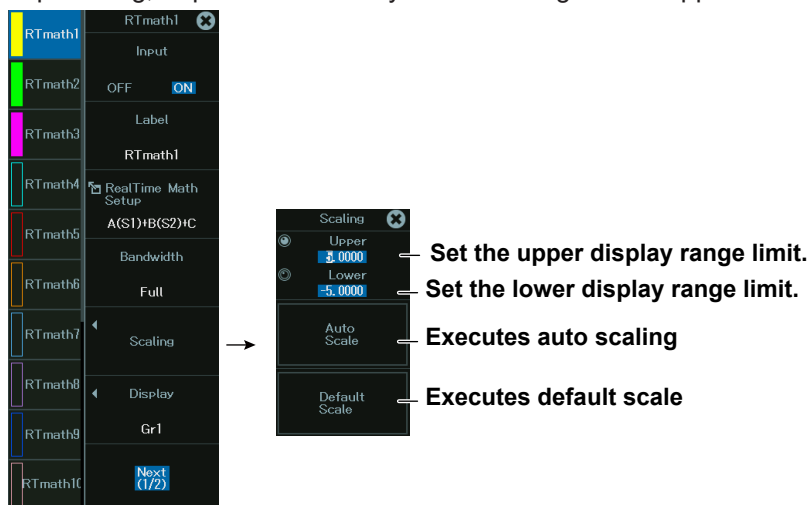 RTmath1
RTmath2
RTmath3
RTmath4
RTmath5
RTmath6
RTmath7
RTmath8
RTmath9
RTmath10
RTmath1
Input
OFF ON
Label
RTmath1
RealTime Math
Setup
A(S1)+B(S2)+C
Bandwidth
Full
Scaling
Display
Gr1
Next
(1/2)
Scaling
Upper
5.0000
Lower
-5.0000
Auto
Scale
Default
Scale
Set the upper display range limit.
Set the lower display range limit.
Executes auto scaling
Executes default scale